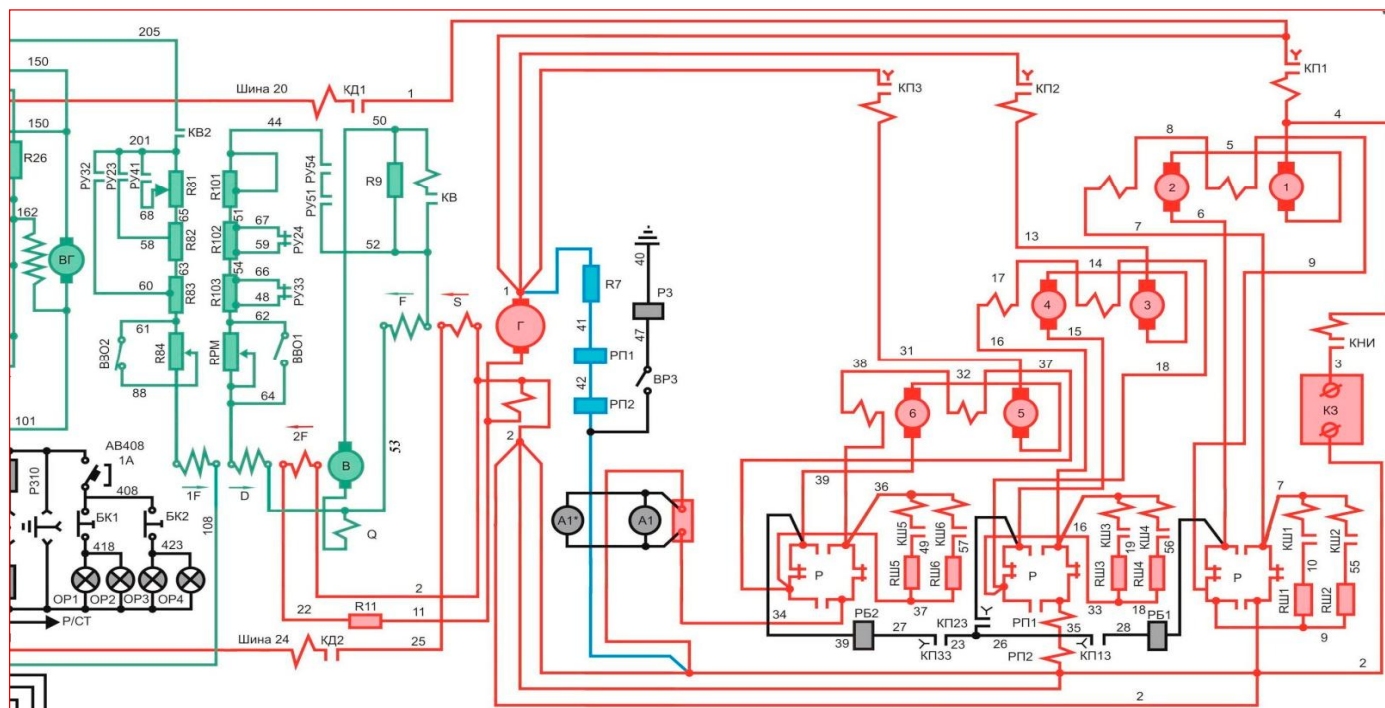 205
150
Шина 20
КД1
1
КП1
КП3
КП2
44
50
4
150
КВ2
201
8
5
R26
РУ32
РУ23
РУ41
R81
R101
РУ54
РУ51
R9
КВ
2
1
68
65
51
67
162
58
R82
R102
59
РУ24
52
6
7
13
9
ВГ
63
54
66
40
17
14
60
R83
R103
48
РУ33
F
S
1
R7
РЗ
4
3
61
62
Г
41
47
15
16
КНИ
ВВО2
R84
RPM
ВВО1
РП1
31
18
3
88
64
42
ВРЗ
38
32
37
РП2
6
5
КЗ
101
2F
2
53
АВ408
1А
В
Р310
408
1F
D
39
36
7
БК1
БК2
108
Q
А1*
А1
КШ5
КШ6
16
КШ3
КШ4
КШ1
КШ2
418
423
49
57
19
56
10
55
Р
RШ5
RШ6
Р
RШ3
RШ4
Р
RШ1
RШ2
2
ОР1
ОР2
ОР3
ОР4
22
R11
11
34
37
33
18
Р/СТ
РБ2
27
КП23
РП1
35
28
РБ1
9
Шина 24
КД2
25
39
КП33
23
26
РП2
КП13
2
2